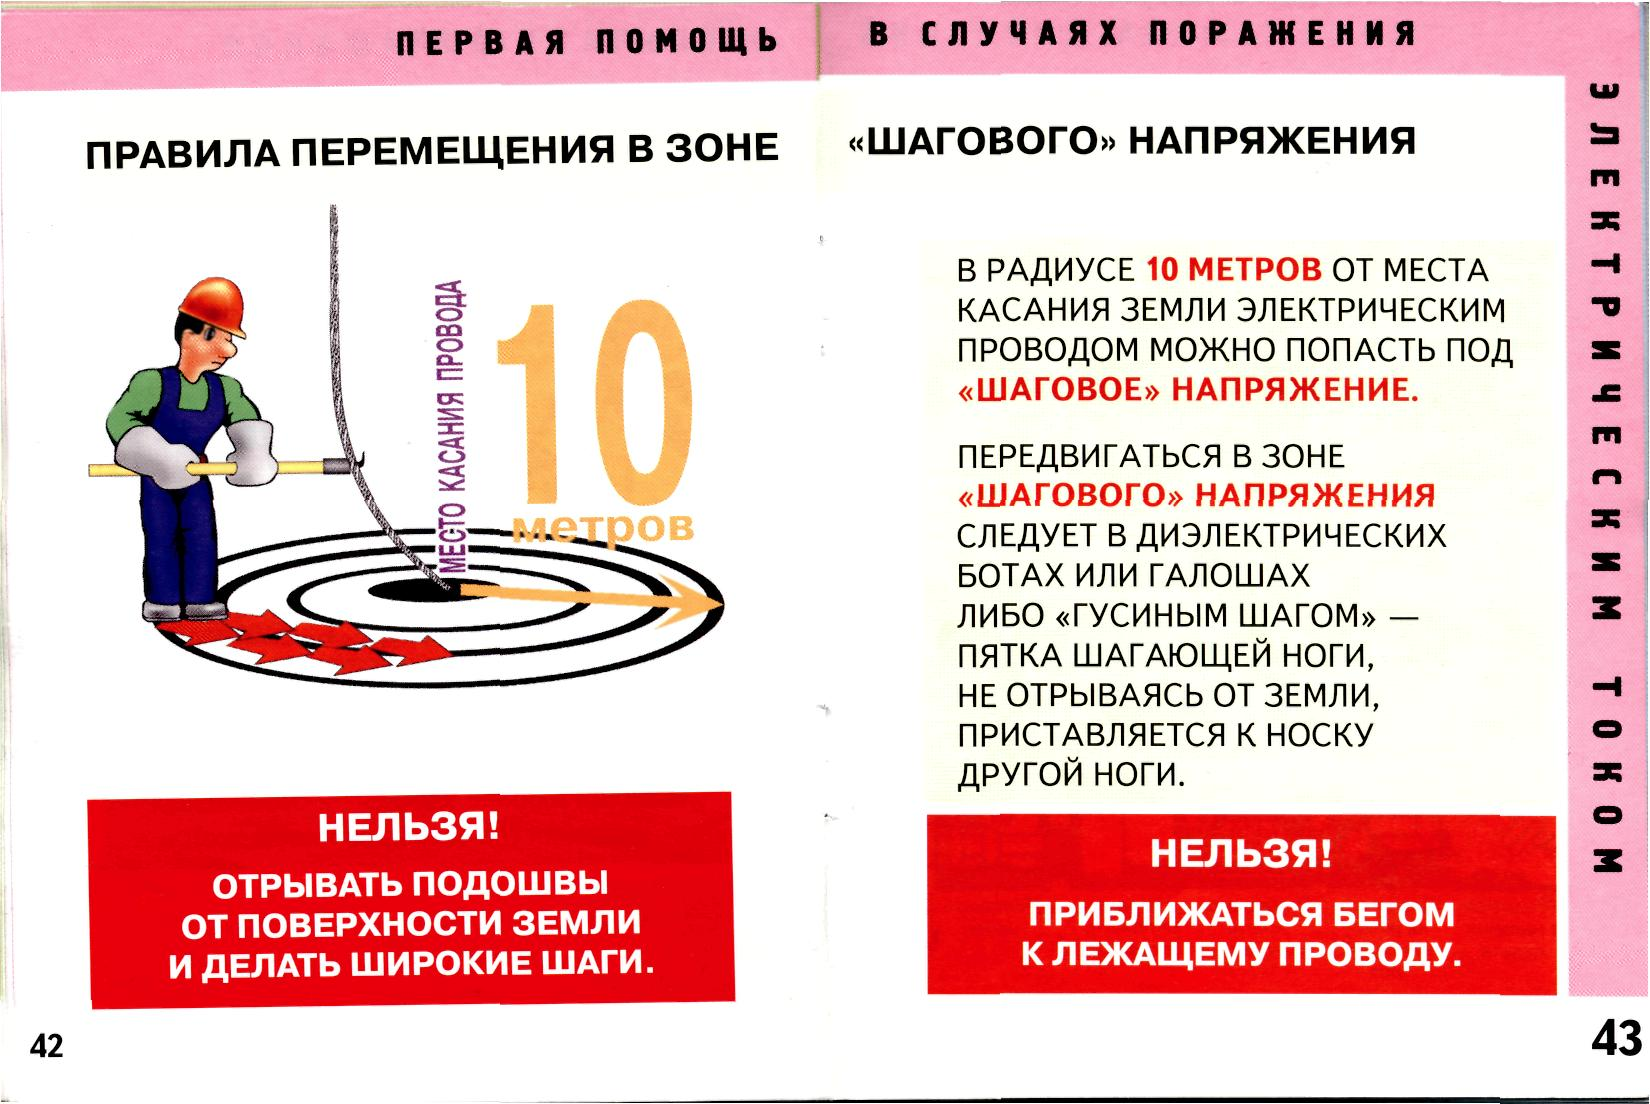 ПЕРВАЯ ПОМОЩЬ
В СЛУЧАЯХ ПОРАЖЕНИЯ
ЭЛЕКТРИЧЕСКИМ ТОКОМ
ПРАВИЛА ПЕРЕМЕЩЕНИЯ В ЗОНЕ
«ШАГОВОГО» НАПРЯЖЕНИЯ
МЕСТО КАСАНИЯ ПРОВОДА
10
метров
НЕЛЬЗЯ!
ОТРЫВАТЬ ПОДОШВЫ
ОТ ПОВЕРХНОСТИ ЗЕМЛИ
И ДЕЛАТЬ ШИРОКИЕ ШАГИ.
42
В РАДИУСЕ 10 МЕТРОВ ОТ МЕСТА
КАСАНИЯ ЗЕМЛИ ЭЛЕКТРИЧЕСКИМ
ПРОВОДОМ МОЖНО ПОПАСТЬ ПОД
«ШАГОВОЕ» НАПРЯЖЕНИЕ.
ПЕРЕДВИГАТЬСЯ В ЗОНЕ
«ШАГОВОГО» НАПРЯЖЕНИЯ
СЛЕДУЕТ В ДИЭЛЕКТРИЧЕСКИХ
БОТАХ ИЛИ ГАЛОШАХ
ЛИБО «ГУСИНЫМ ШАГОМ» —
ПЯТКА ШАГАЮЩЕЙ НОГИ,
НЕ ОТРЫВАЯСЬ ОТ ЗЕМЛИ,
ПРИСТАВЛЯЕТСЯ К НОСКУ
ДРУГОЙ НОГИ.
НЕЛЬЗЯ!
ПРИБЛИЖАТЬСЯ БЕГОМ
К ЛЕЖАЩЕМУ ПРОВОДУ.
43